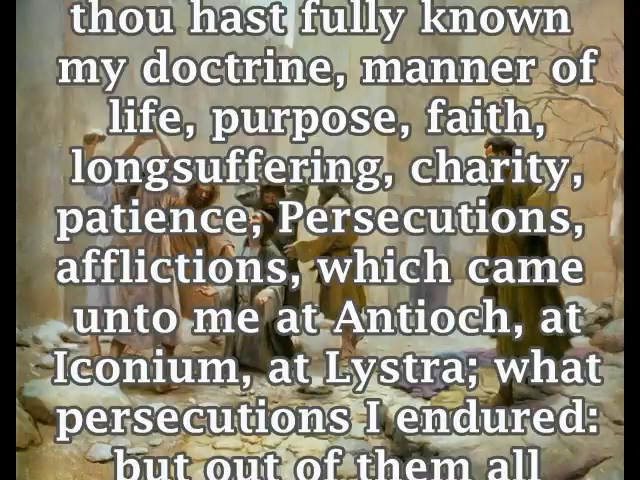 thou hast fully known
my doctrine, manner of
life, purpose, faith,
longsuffering, charity,
patience, Persecutions,
afflictions, which came
unto me at Antioch, at
Iconium, at Lystra; what
persecutions I endured:
but out of them all